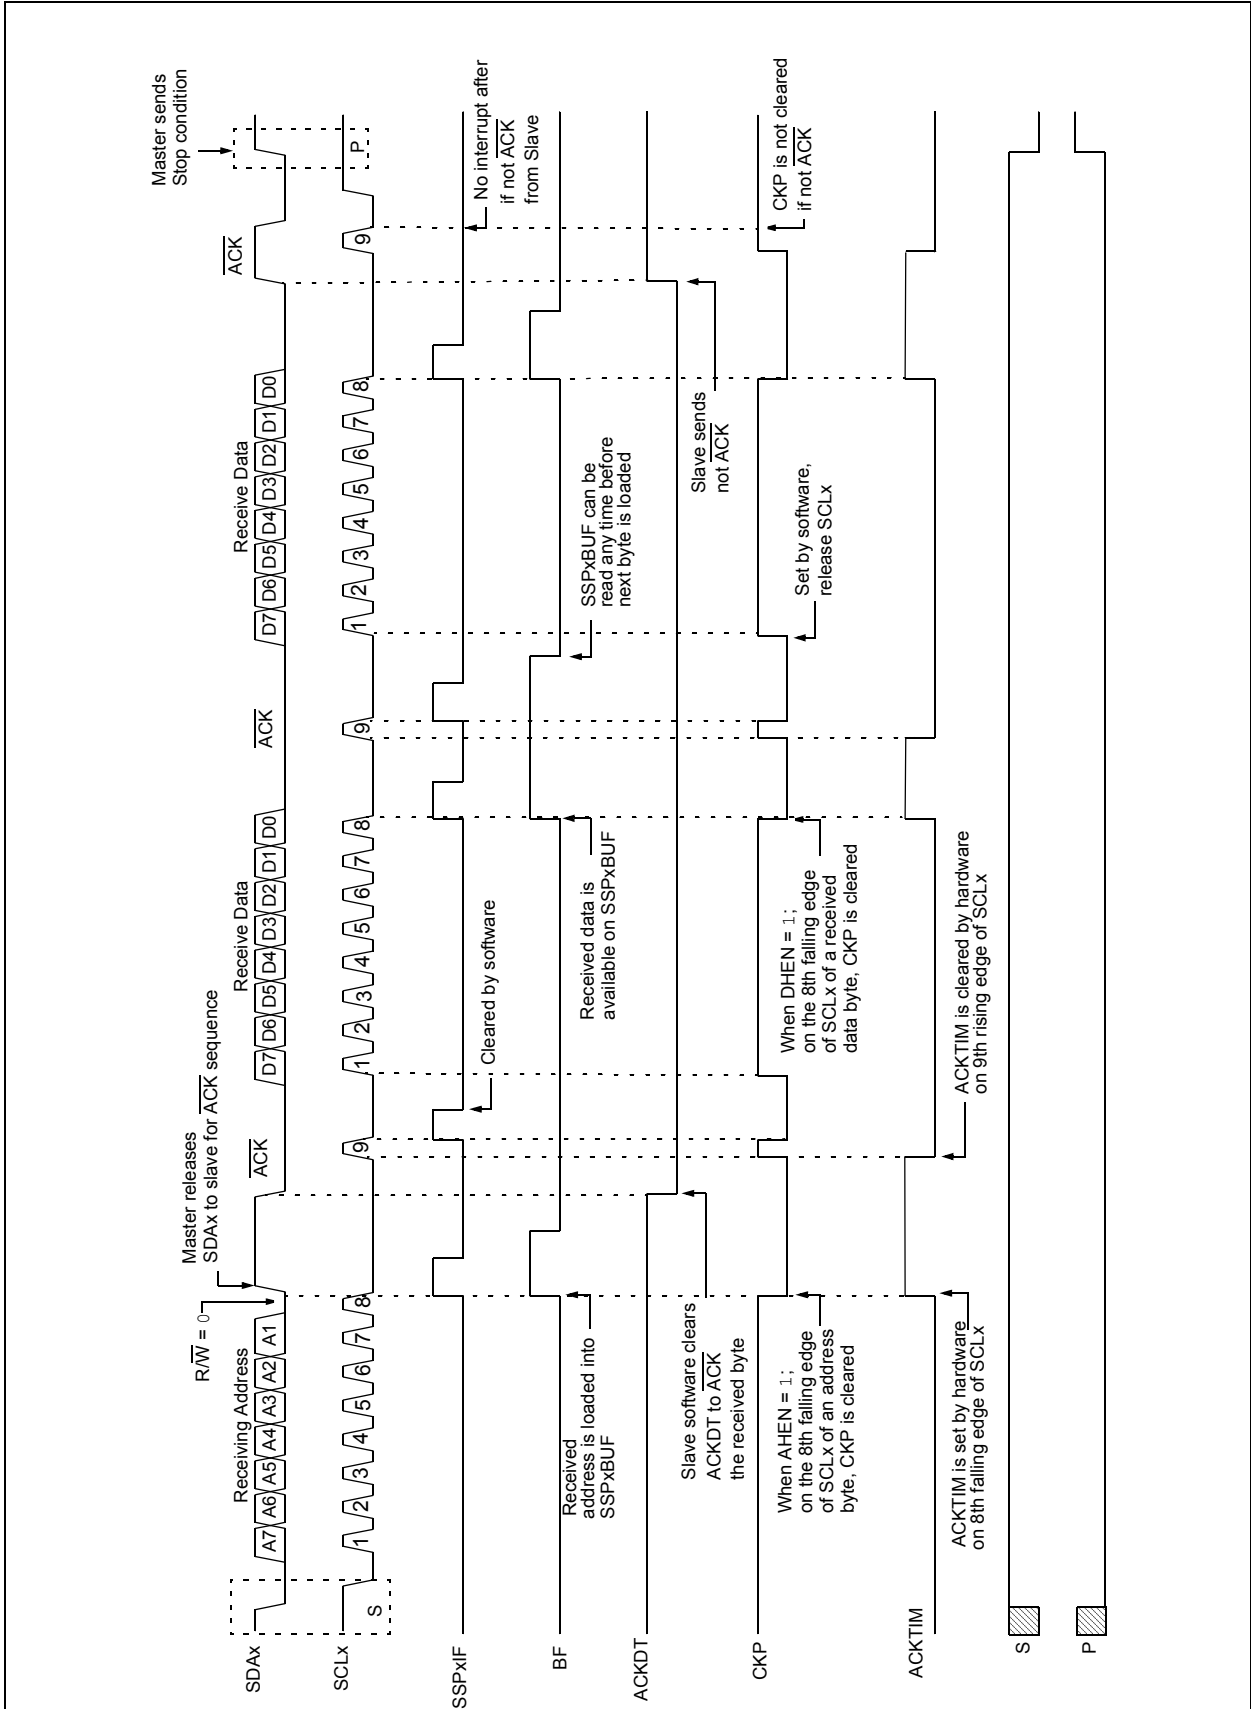 Master sends
Stop condition
Master releases
SDAx to slave for ACK sequence
R/W = 0
Receiving Address
ACK
Receive Data
ACK
Receive Data
ACK
SDAx
A7 A6 A5 A4 A3 A2 A1
D7 D6 D5 D4 D3 D2 D1 D0
D7 D6 D5 D4 D3 D2 D1 D0
SCLx
S
1 2 3 4 5 6 7 8
9
1 2 3 4 5 6 7 8
9
1 2 3 4 5 6 7 8
9
P
SSPxIF
Cleared by software
No interrupt after
if not ACK
from Slave
BF
Received
address is loaded into
SSPxBUF
Received data is
available on SSPxBUF
SSPxBUF can be
read any time before
next byte is loaded
ACKDT
Slave software clears
ACKDT to ACK
the received byte
Slave sends
not ACK
CKP
When AHEN = 1;
on the 8th falling edge
of SCLx of an address
byte, CKP is cleared
When DHEN = 1;
on the 8th falling edge
of SCLx of a received
data byte, CKP is cleared
Set by software,
release SCLx
CKP is not cleared
if not ACK
ACKTIM
ACKTIM is set by hardware
on 8th falling edge of SCLx
ACKTIM is cleared by hardware
on 9th rising edge of SCLx
S
P